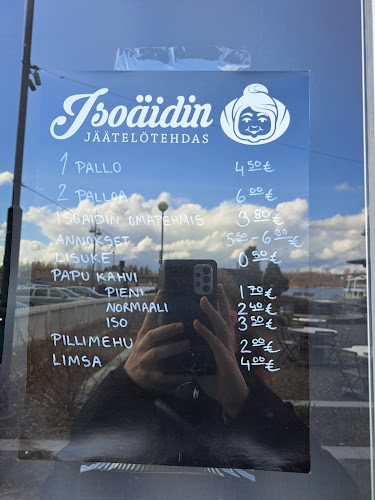 Isoäidin
JÄÄTELÖTEHDAS
1 PALLO 4 50 €
2 PALLOA 6 00 €
ISOÄIDIN OMAPEHMIS 3 80 €
ANNOKSET 5 50 - 6 80 €
LISUKE 0 50 €
PAPU KAHVI
PIENI 1 70 €
NORMAALI 2 40 €
ISO 3 50 €
PILLIMEHU 2 00 €
LIMSA 4 00 €